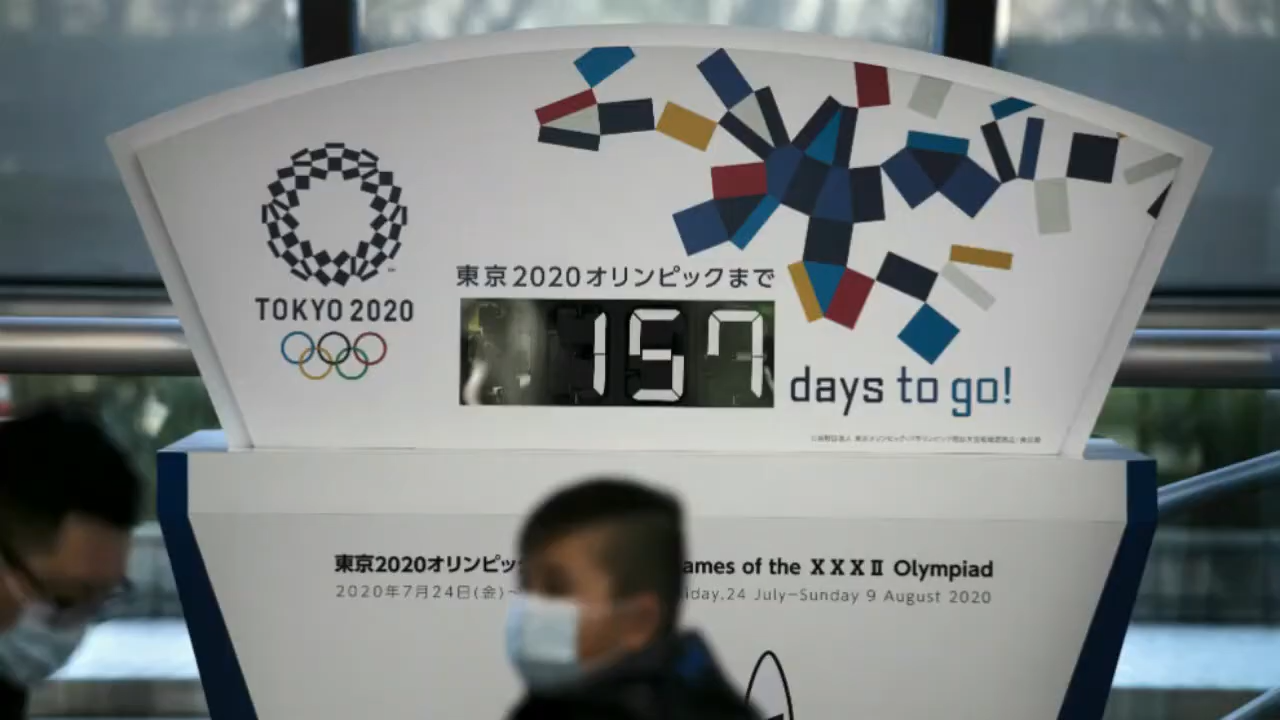 東京2020オリンピックまで
TOKYO 2020
157
days to go!
東京2020オリンピッ
ames of the XXXII Olympiad
2020年7月24日(金)~
day,24 July–Sunday 9 August 2020